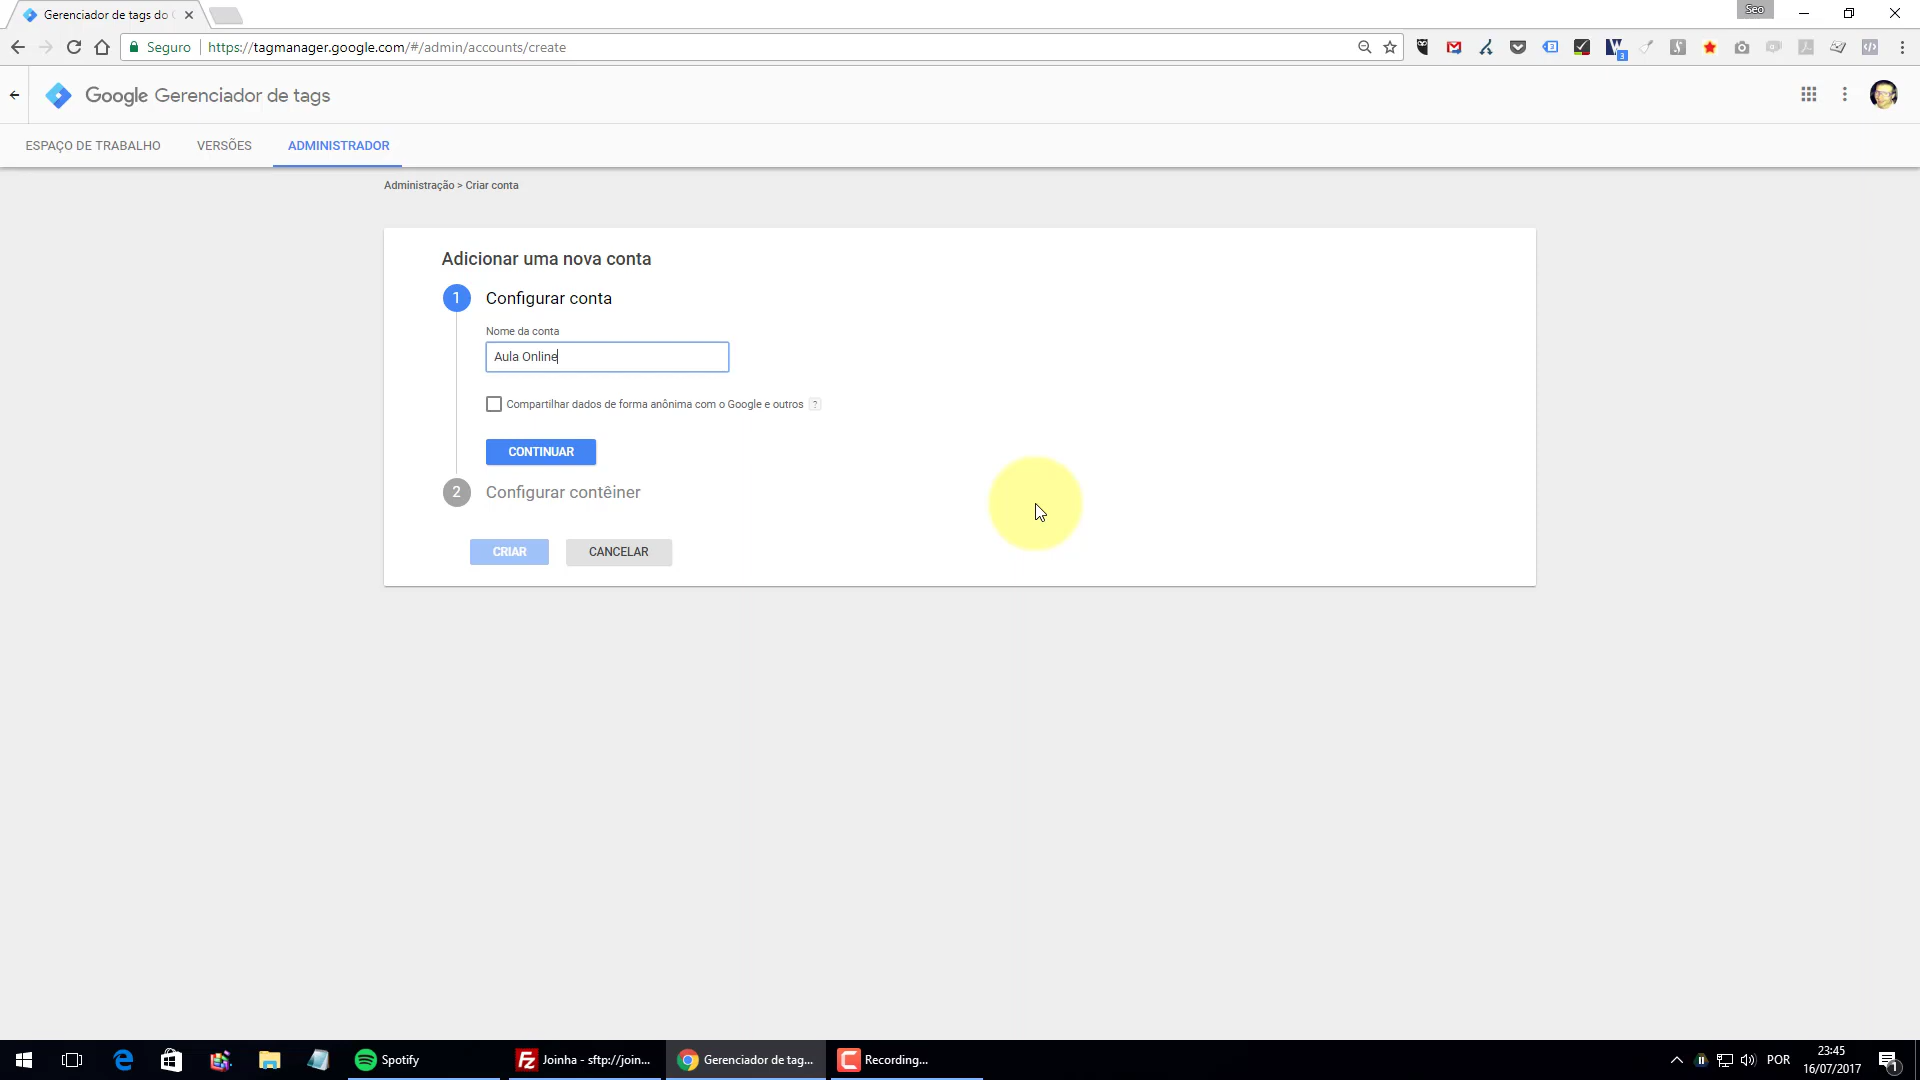 Gerenciador de tags do
Seo
Seguro
https://tagmanager.google.com/#/admin/accounts/create
3
Google Gerenciador de tags
ESPAÇO DE TRABALHO
VERSÕES
ADMINISTRADOR
Administração > Criar conta
Adicionar uma nova conta
1 Configurar conta
Nome da conta
Aula Online
Compartilhar dados de forma anônima com o Google e outros ?
CONTINUAR
2 Configurar contêiner
CRIAR CANCELAR
Spotify
Fz Joinha - sftp://join...
Gerenciador de tag...
Recording...
POR
23:45
16/07/2017
1